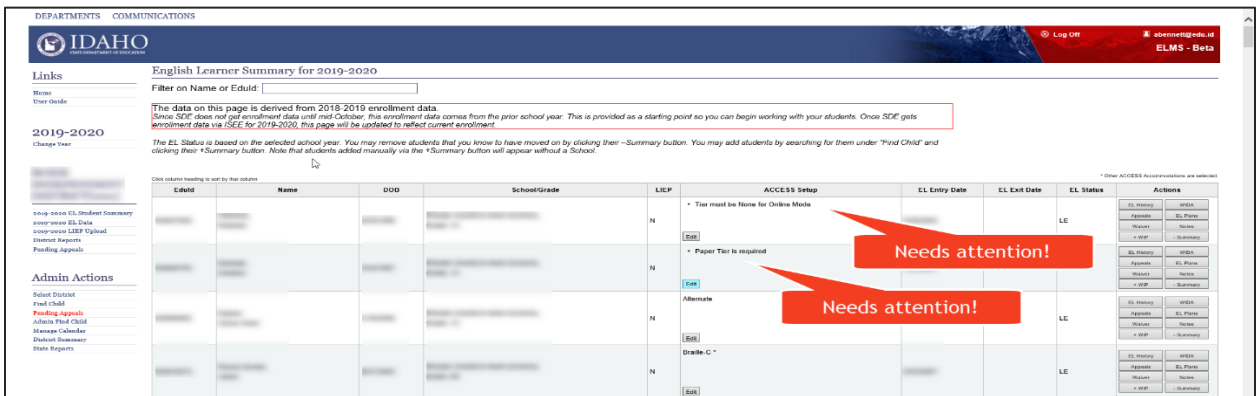 DEPARTMENTS COMMUNICATIONS
IDAHO
STATE DEPARTMENT OF EDUCATION
Log Off
abennett@edu.id
ELMS - Beta
Links
Home
User Guide
2019-2020
Change Year
2019-2020 EL Student Summary
2019-2020 EL Data
2019-2020 LIEP Upload
District Reports
Pending Appeals
Admin Actions
Select District
Find Child
Pending Appeals
Admin Find Child
Manage Calendar
District Summary
State Reports
English Learner Summary for 2019-2020
Filter on Name or EduId:
The data on this page is derived from 2018-2019 enrollment data.
Since SDE does not get enrollment data until mid-October, this enrollment data comes from the prior school year. This is provided as a starting point so you can begin working with your students. Once SDE gets
enrollment data via ISEE for 2019-2020, this page will be updated to reflect current enrollment.
The EL Status is based on the selected school year. You may remove students that you know to have moved on by clicking their –Summary button. You may add students by searching for them under "Find Child" and
clicking their +Summary button. Note that students added manually via the +Summary button will appear without a School.
Click column heading to sort by that column
* Other ACCESS Accommodations are selected.
EduId Name DOB School/Grade LIEP ACCESS Setup EL Entry Date EL Exit Date EL Status Actions
N
* Tier must be None for Online Mode
Edit
LE
EL History WIDA
Appeals EL Plans
Waiver Notes
+ WIP - Summary
Needs attention!
N
* Paper Tier is required
Edit
EL History WIDA
Appeals EL Plans
Waiver Notes
+ WIP - Summary
Needs attention!
N
Alternate
Edit
LE
EL History WIDA
Appeals EL Plans
Waiver Notes
+ WIP - Summary
N
Braille-C *
Edit
LE
EL History WIDA
Appeals EL Plans
Waiver Notes
+ WIP - Summary